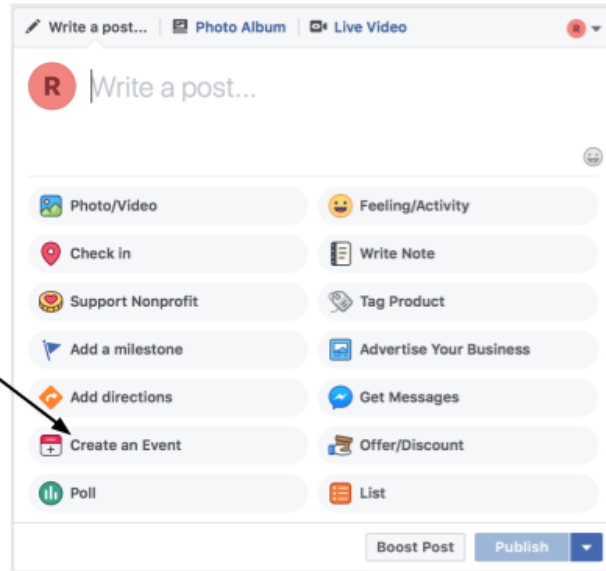 Write a post... Photo Album Live Video R
R Write a post...
Photo/Video Feeling/Activity
Check in Write Note
Support Nonprofit Tag Product
Add a milestone Advertise Your Business
Add directions Get Messages
Create an Event Offer/Discount
Poll List
Boost Post Publish